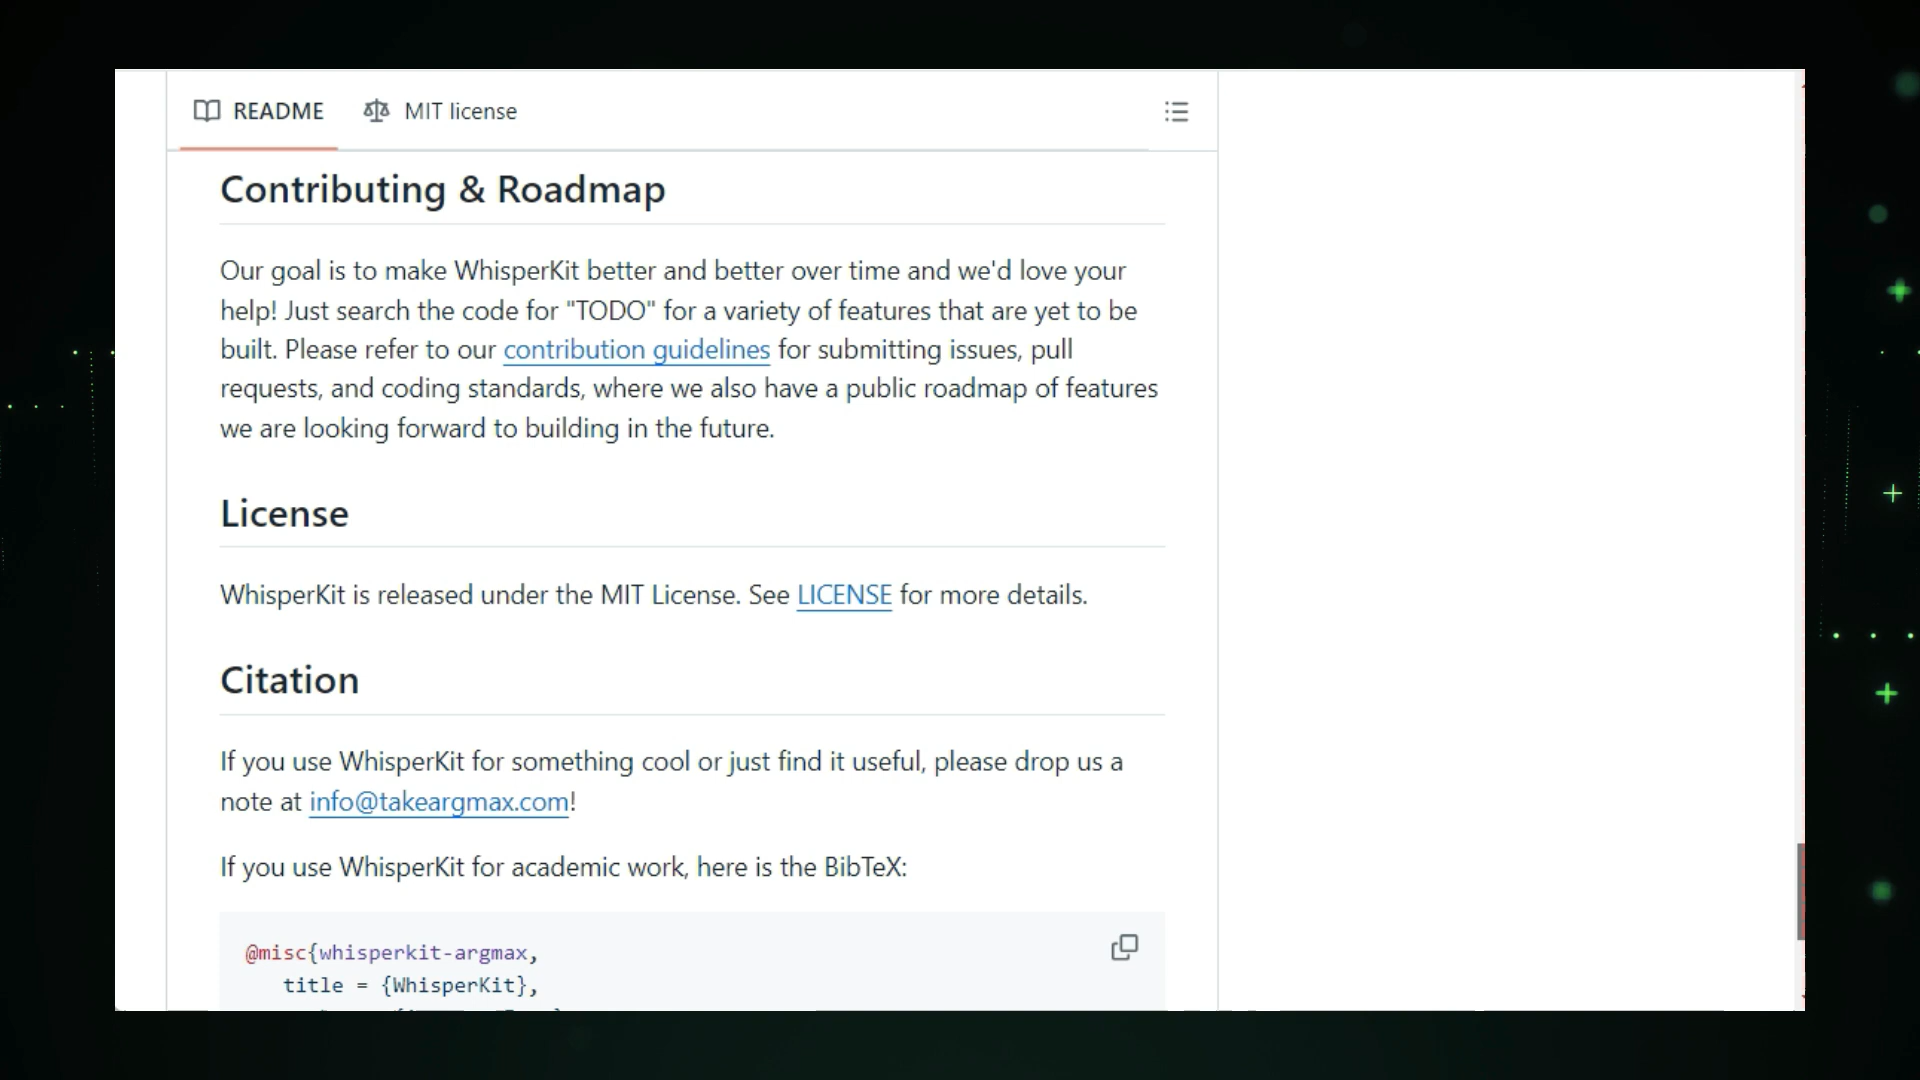 README MIT license
Contributing & Roadmap
Our goal is to make WhisperKit better and better over time and we'd love your
help! Just search the code for "TODO" for a variety of features that are yet to be
built. Please refer to our contribution guidelines for submitting issues, pull
requests, and coding standards, where we also have a public roadmap of features
we are looking forward to building in the future.
License
WhisperKit is released under the MIT License. See LICENSE for more details.
Citation
If you use WhisperKit for something cool or just find it useful, please drop us a
note at info@takeargmax.com!
If you use WhisperKit for academic work, here is the BibTeX:
@misc{whisperkit-argmax,
title = {WhisperKit},